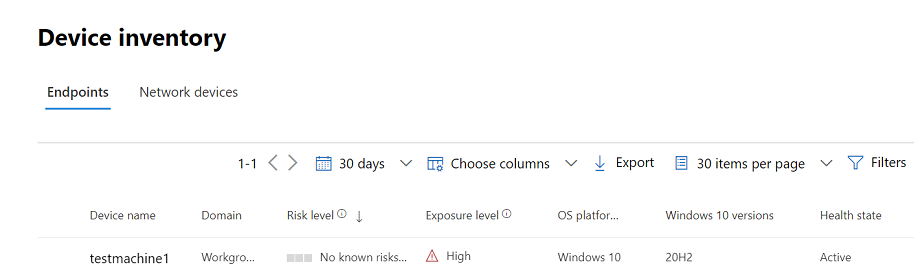 Device inventory
Endpoints Network devices
1-1 30 days Choose columns Export 30 items per page Filters
Device name Domain Risk level Exposure level OS platfor... Windows 10 versions Health state
testmachine1 Workgro... No known risks... High Windows 10 20H2 Active